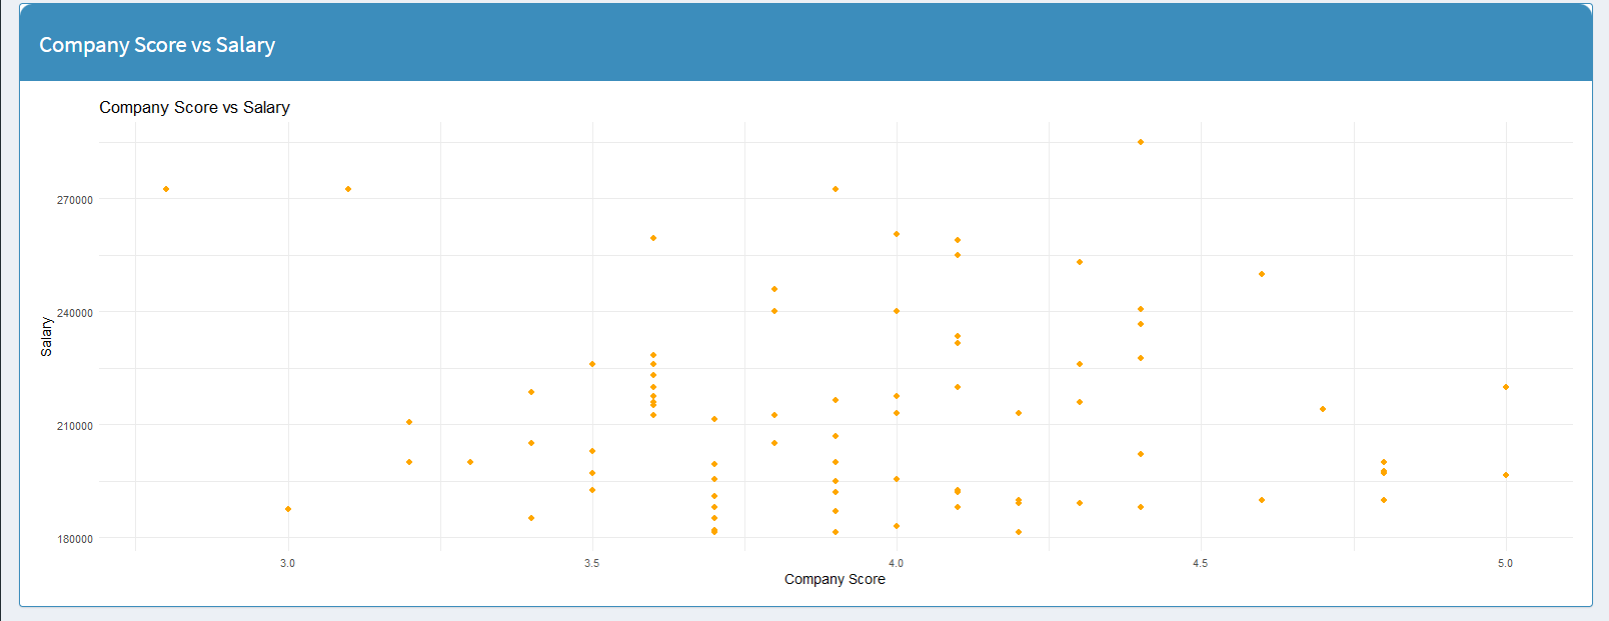 Company Score vs Salary
Company Score vs Salary
270000
240000
210000
180000
Salary
3.0 3.5 4.0 4.5 5.0
Company Score